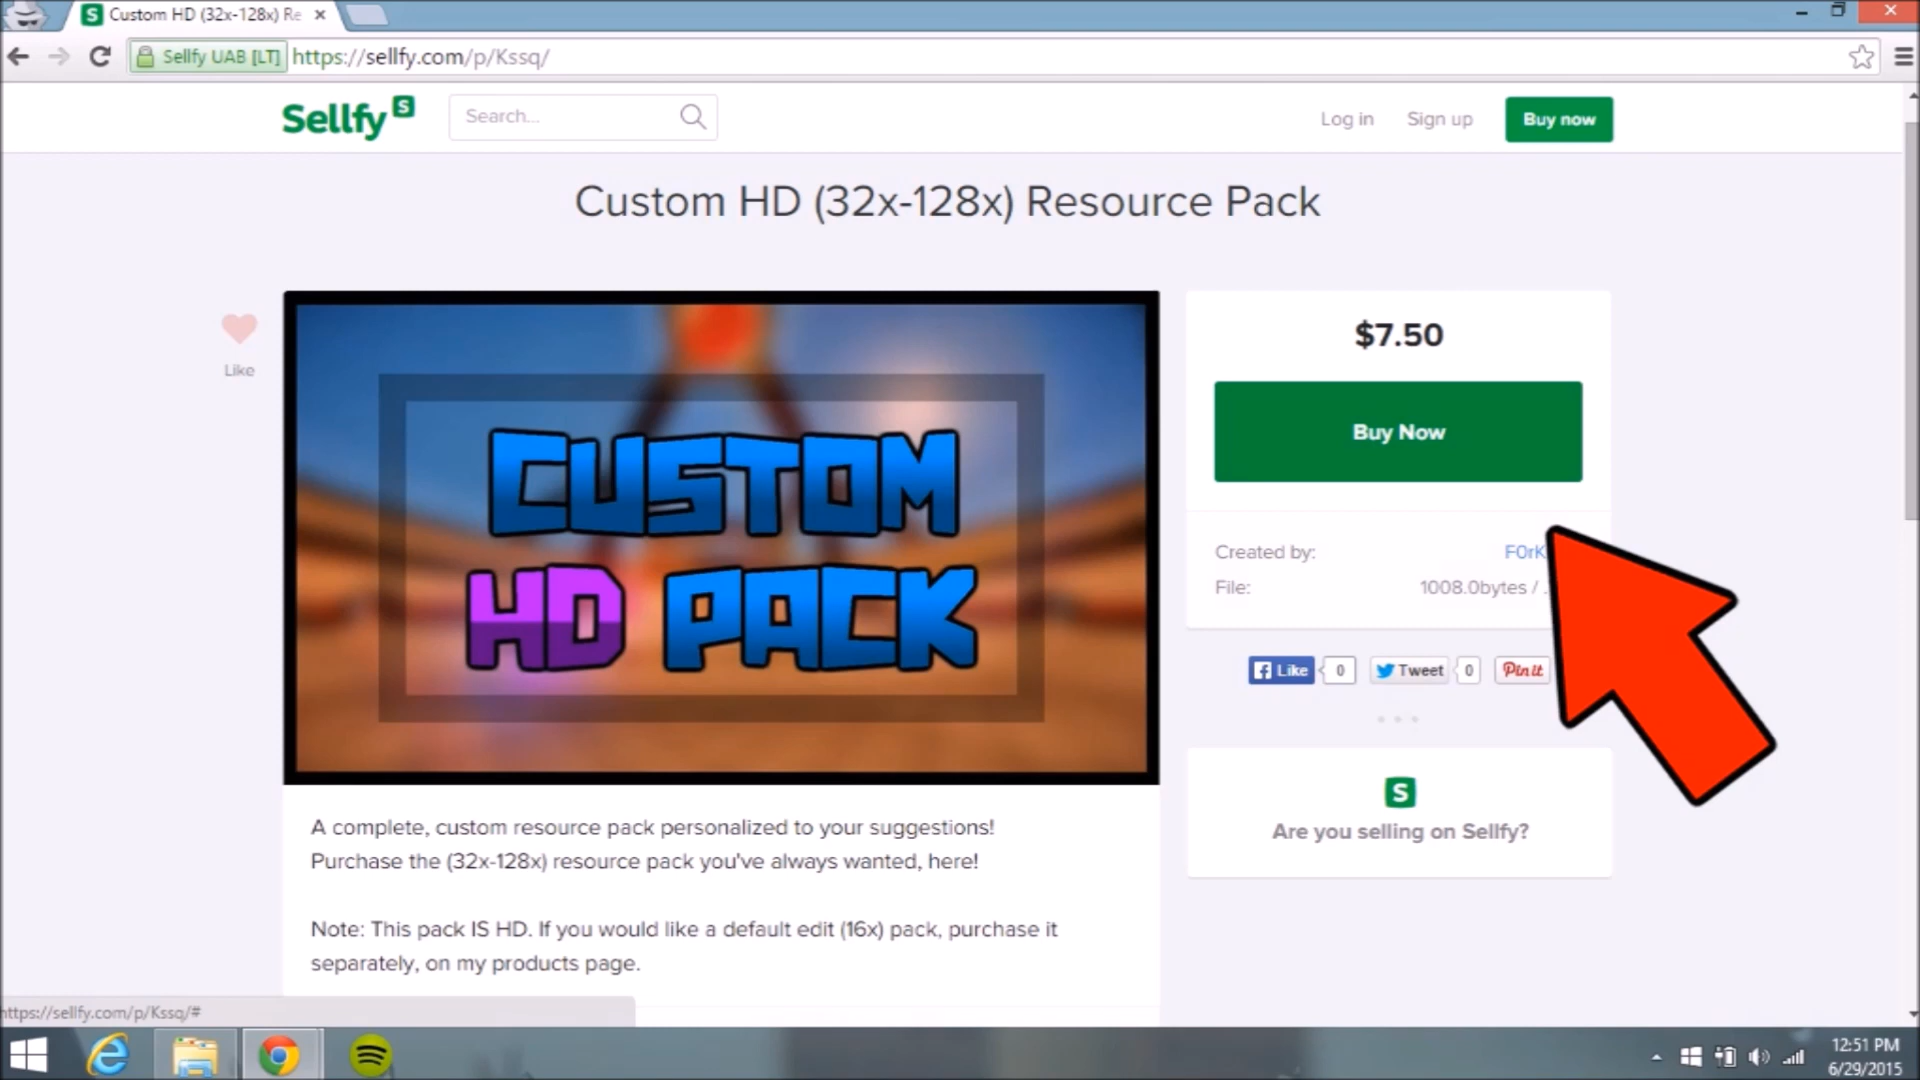 Custom HD (32x-128x) Re
Sellfy UAB [LT]
https://sellfy.com/p/Kssq/
Sellfy S
Search...
Log in
Sign up
Buy now
Custom HD (32x-128x) Resource Pack
Like
CUSTOM
HD PACK
$7.50
Buy Now
Created by:
File:
1008.0bytes /
Like
0
Tweet
0
Pin it
S
Are you selling on Sellfy?
A complete, custom resource pack personalized to your suggestions!
Purchase the (32x-128x) resource pack you've always wanted, here!
Note: This pack IS HD. If you would like a default edit (16x) pack, purchase it
separately, on my products page.
https://sellfy.com/p/Kssq/#
12:51 PM
6/29/2015